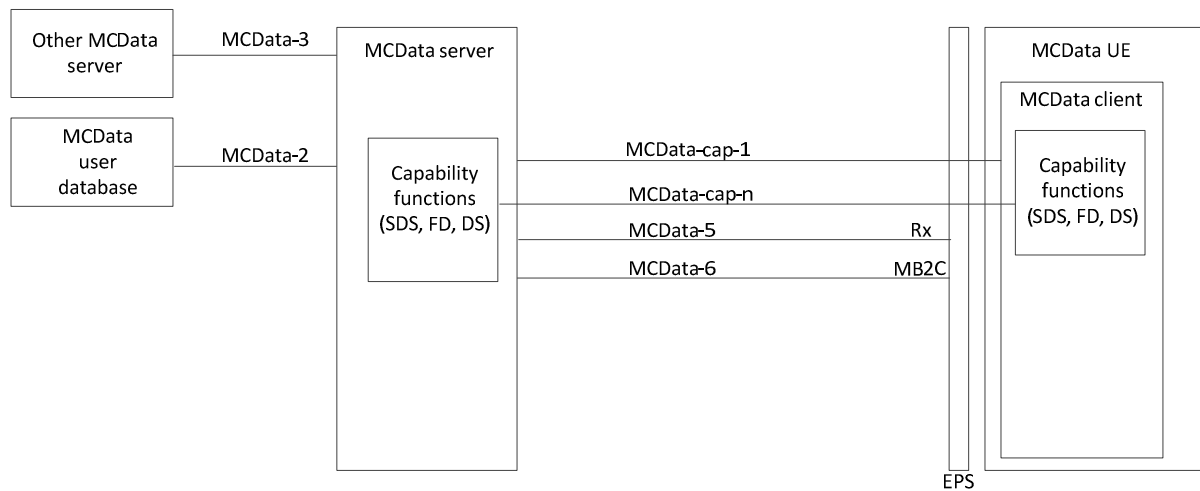 Other MCData
server
MCData-3
MCData
user
database
MCData-2
MCData server
Capability
functions
(SDS, FD, DS)
MCData-cap-1
MCData-cap-n
MCData-5
Rx
MCData-6
MB2C
EPS
MCData UE
MCData client
Capability
functions
(SDS, FD, DS)